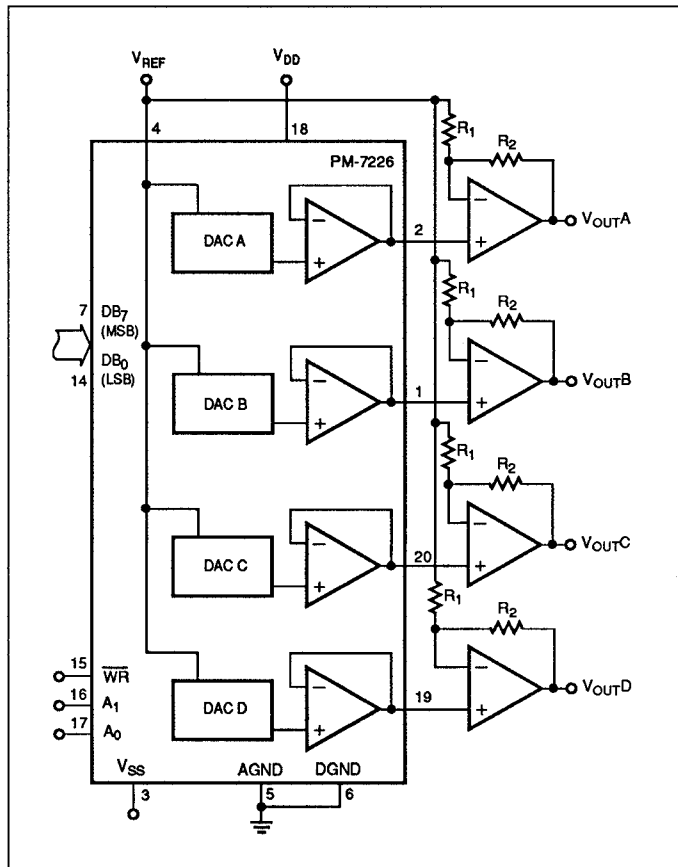 VREF
VDD
4
18
PM-7226
R1
R2
DAC A
−
+
2
−
+
VOUTA
7
DB7
(MSB)
DB0
(LSB)
14
R1
R2
DAC B
−
+
1
−
+
VOUTB
R1
R2
DAC C
−
+
20
−
+
VOUTC
R1
R2
15
WR
16
A1
17
A0
DAC D
−
+
19
−
+
VOUTD
VSS
AGND
DGND
3
5
6